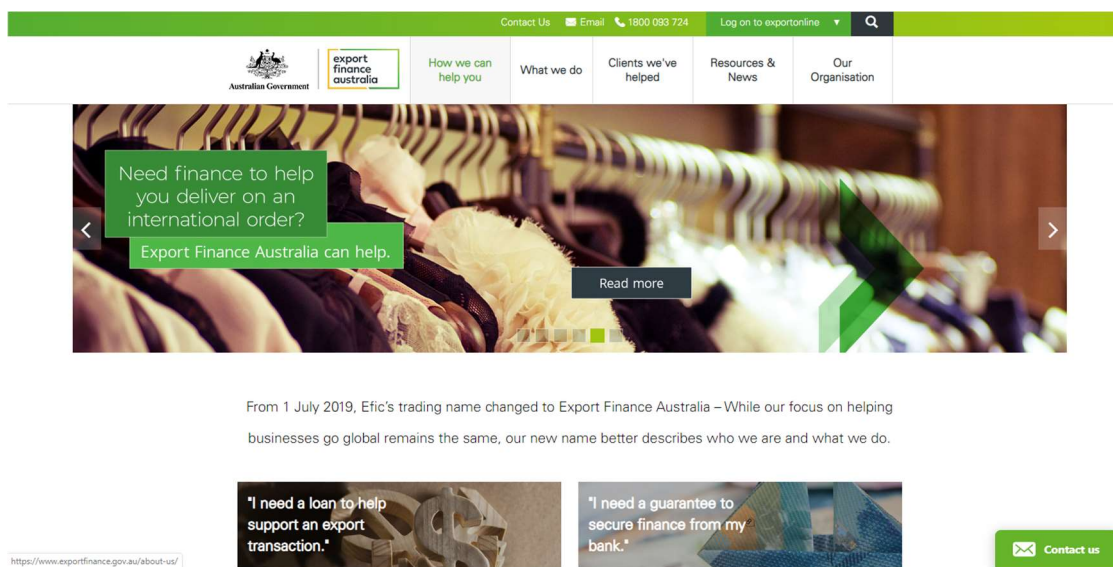 Contact Us
Email
1800 093 724
Log on to exportonline
Australian Government
export
finance
australia
How we can
help you
What we do
Clients we've
helped
Resources &
News
Our
Organisation
Need finance to help
you deliver on an
international order?
Export Finance Australia can help.
Read more
From 1 July 2019, Efic's trading name changed to Export Finance Australia – While our focus on helping
businesses go global remains the same, our new name better describes who we are and what we do.
"I need a loan to help
support an export
transaction."
"I need a guarantee to
secure finance from my
bank."
https://www.exportfinance.gov.au/about-us/
Contact us